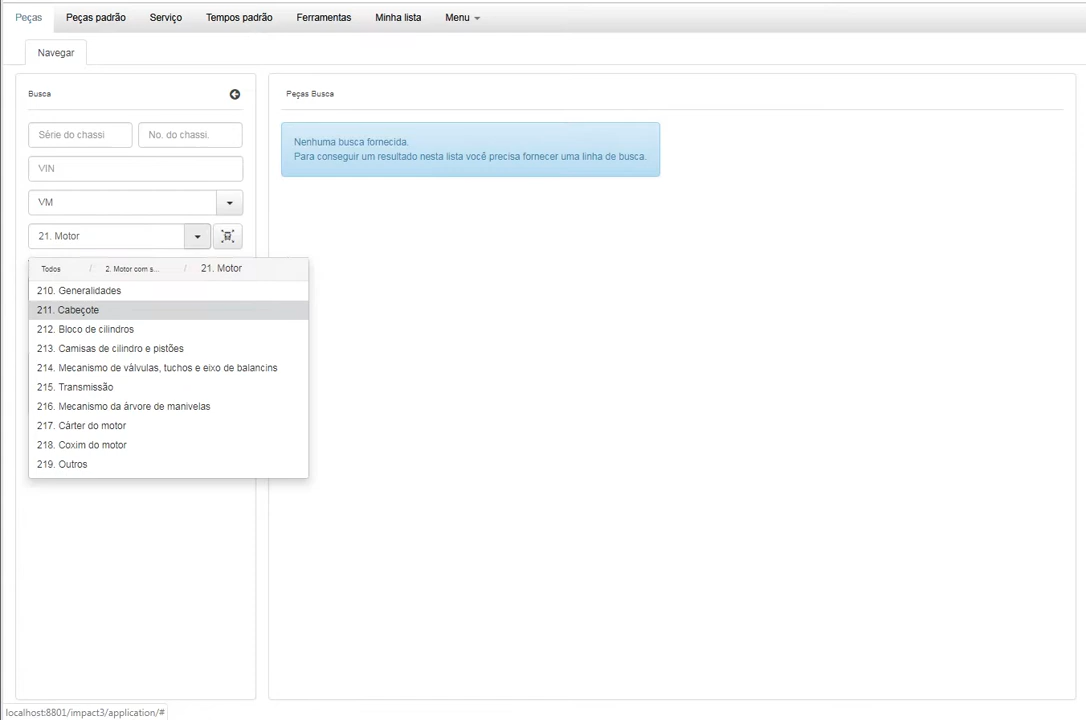 Peças Peças padrão Serviço Tempos padrão Ferramentas Minha lista Menu
Navegar
Busca
Peças Busca
Série do chassi No. do chassi.
Nenhuma busca fornecida.
Para conseguir um resultado nesta lista você precisa fornecer uma linha de busca.
VIN
VM
21. Motor
Todos / 2. Motor com s... / 21. Motor
210. Generalidades
211. Cabeçote
212. Bloco de cilindros
213. Camisas de cilindro e pistões
214. Mecanismo de válvulas, tuchos e eixo de balancins
215. Transmissão
216. Mecanismo da árvore de manivelas
217. Cárter do motor
218. Coxim do motor
219. Outros
localhost:8801/impact3/application/#